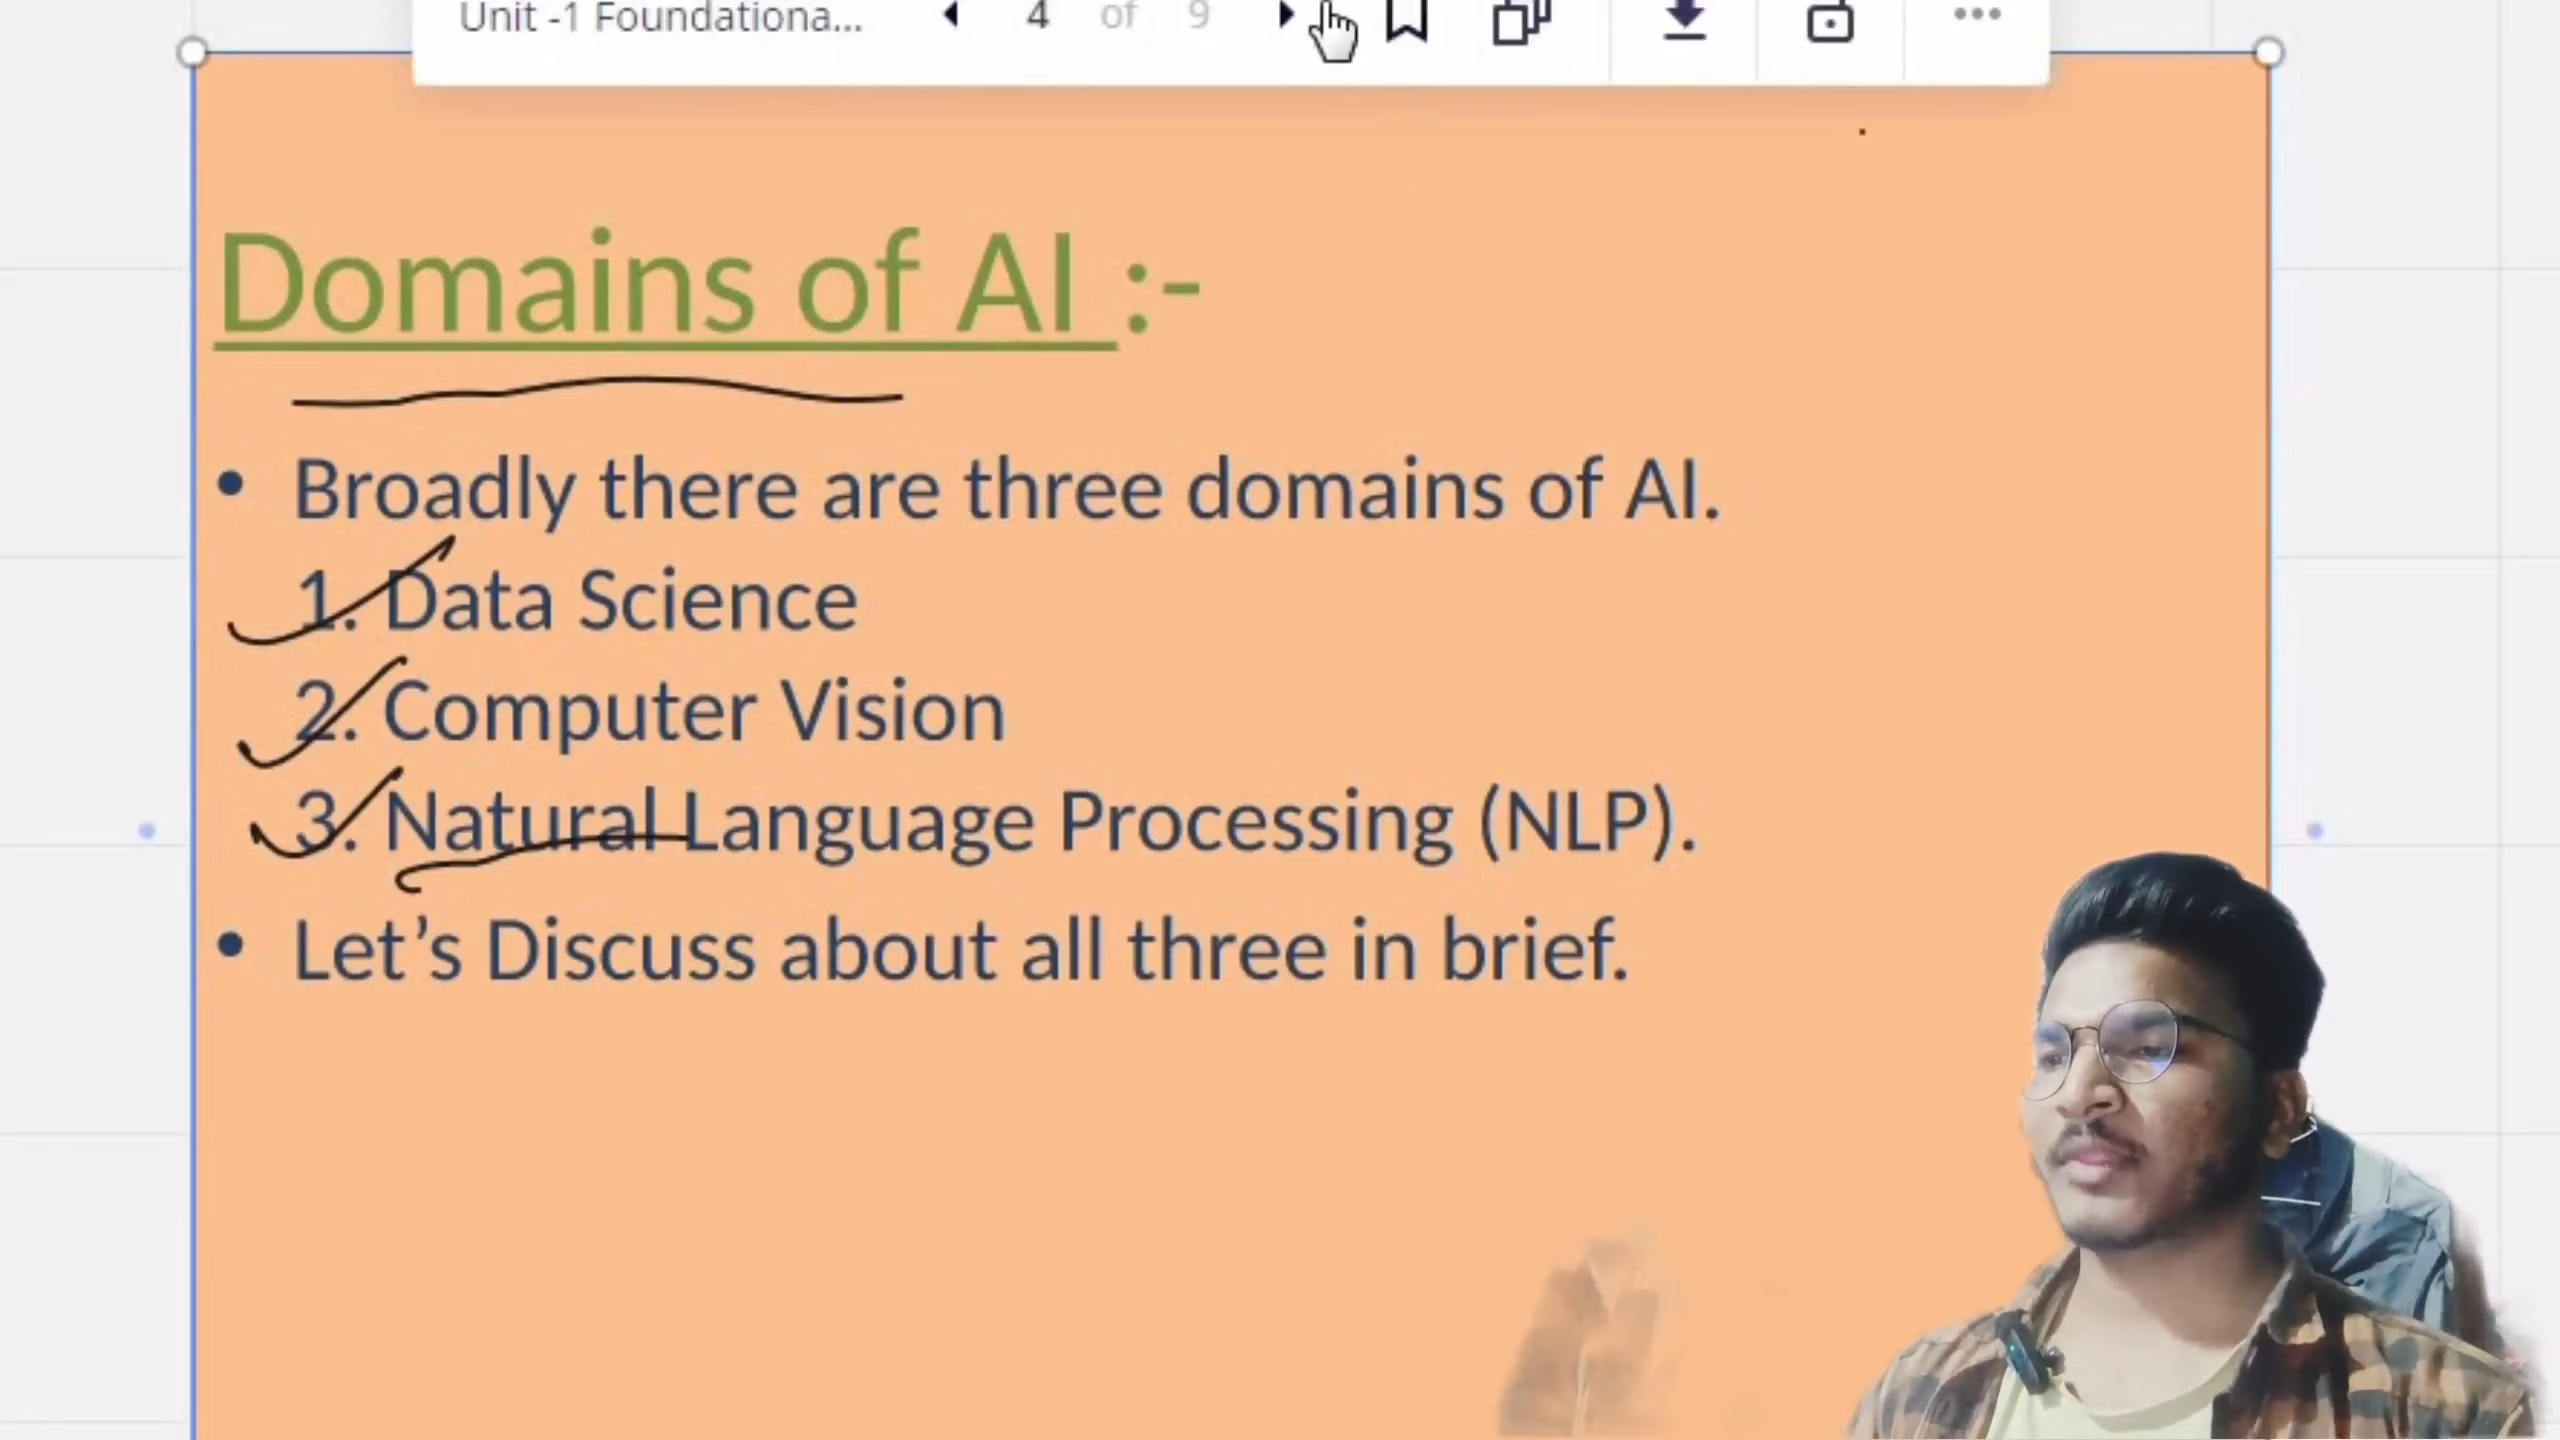 Unit -1 Foundationa... 4 of 9
Domains of AI :-
• Broadly there are three domains of AI.
1. Data Science
2. Computer Vision
3. Natural Language Processing (NLP).
• Let’s Discuss about all three in brief.